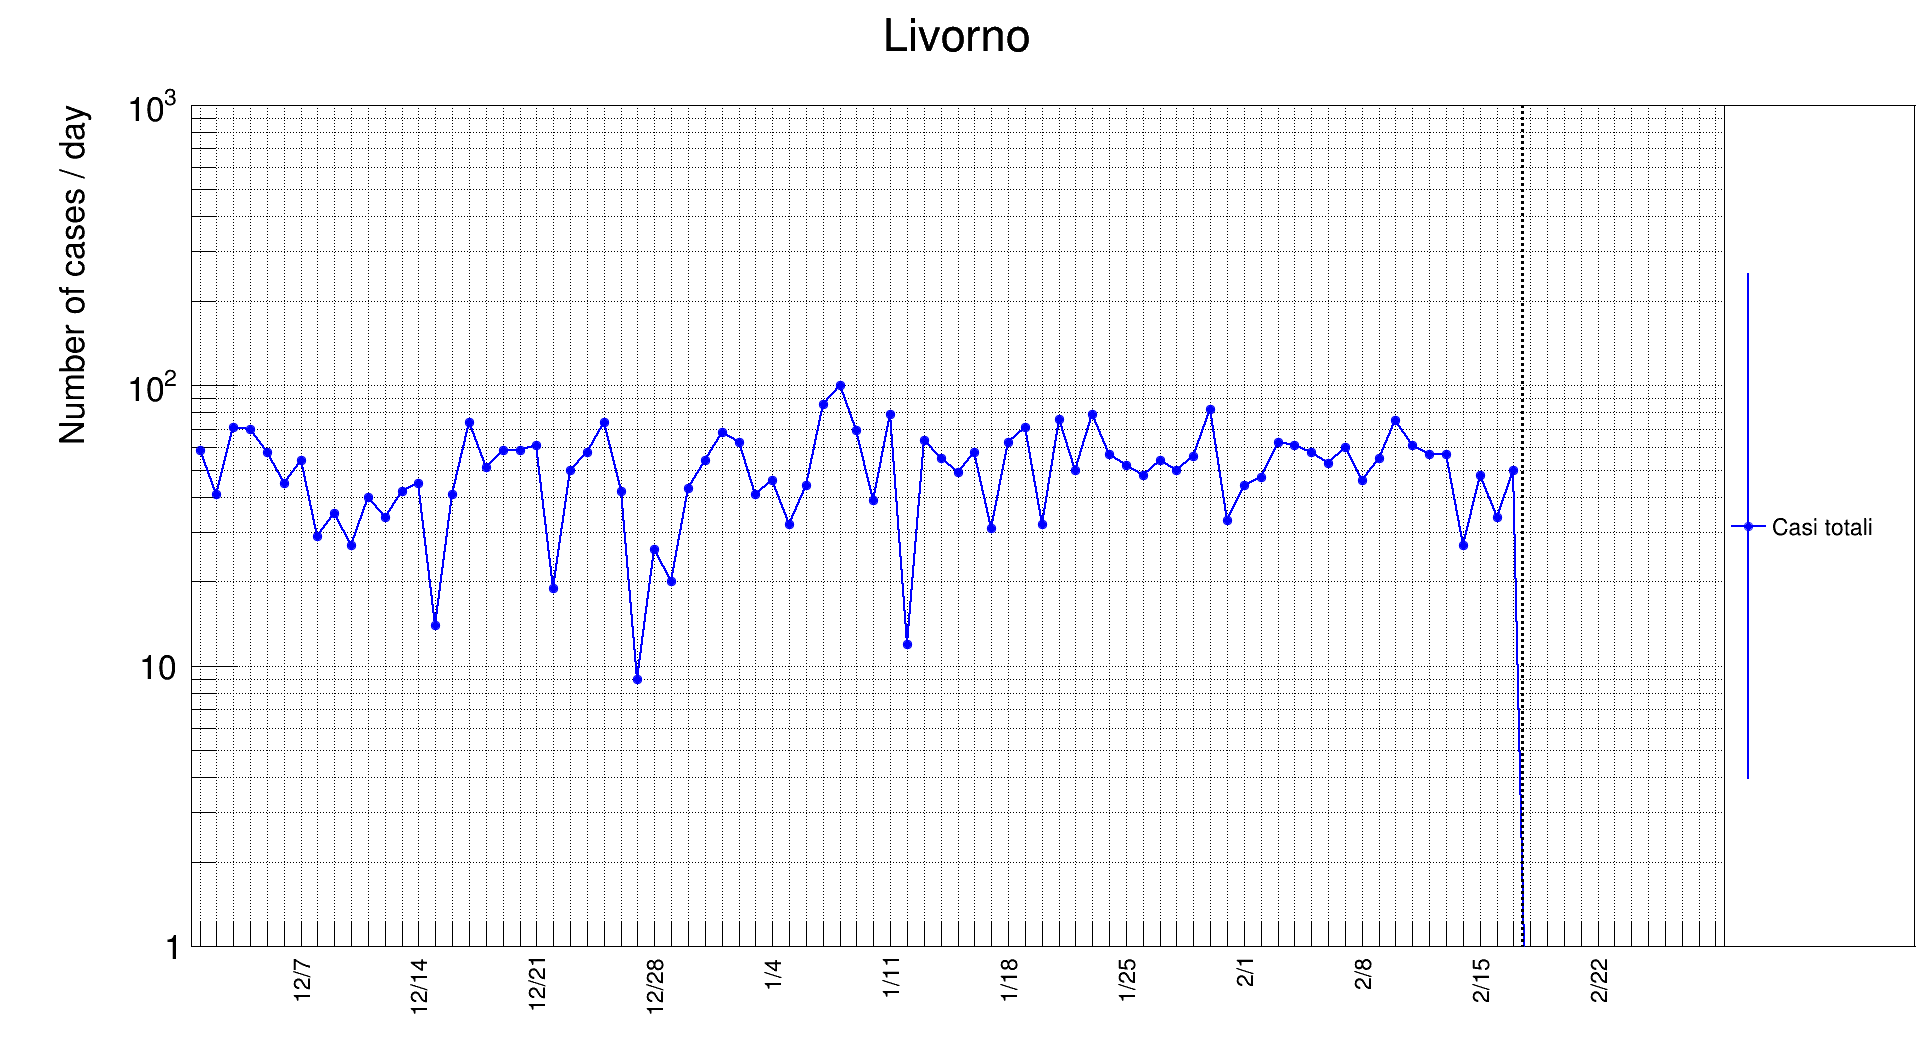 Livorno
Number of cases / day
10³
10²
10
1
12/7 12/14 12/21 12/28 1/4 1/11 1/18 1/25 2/1 2/8 2/15 2/22
Casi totali